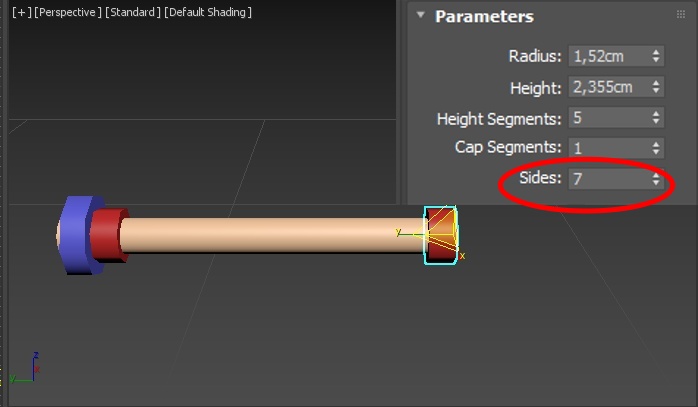 [+] [Perspective] [Standard] [Default Shading]
Parameters
Radius: 1,52cm
Height: 2,355cm
Height Segments: 5
Cap Segments: 1
Sides: 7
y
x
z
x
y